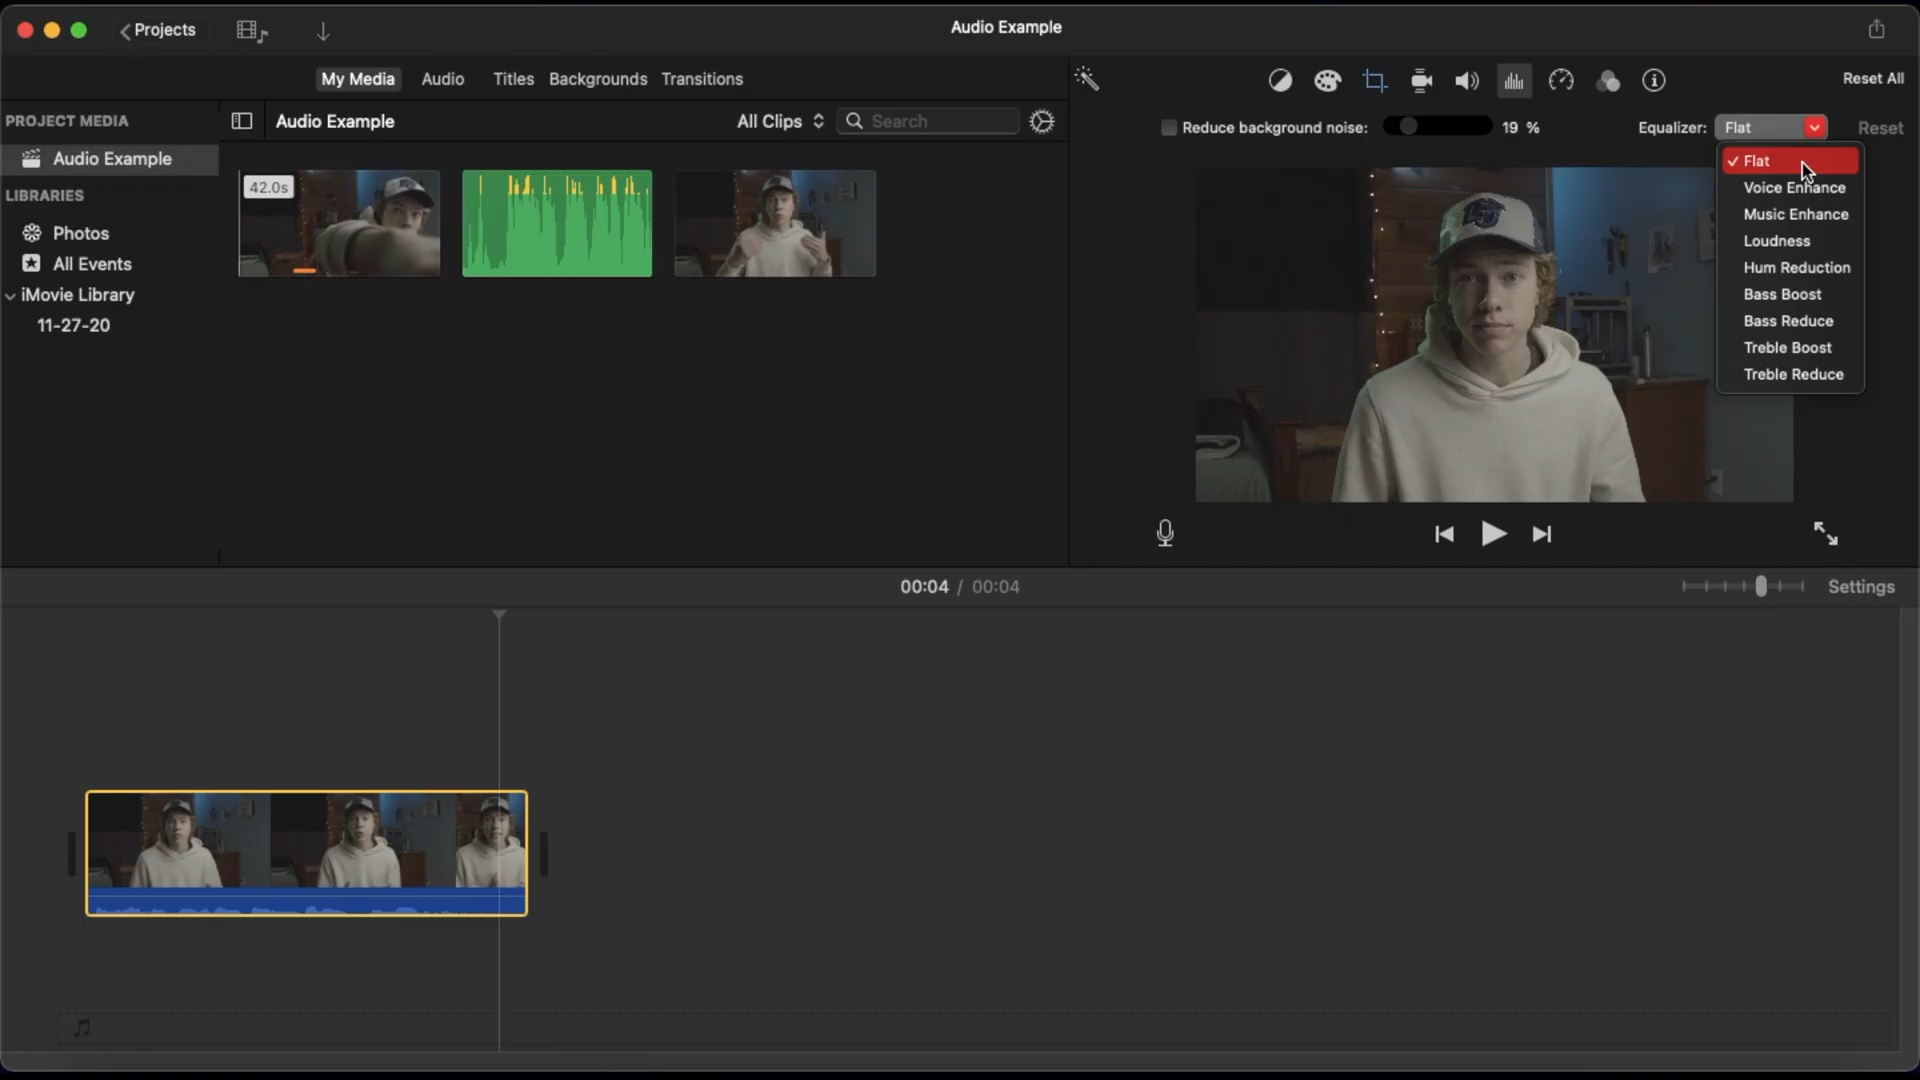 Projects
Audio Example
My Media
Audio
Titles
Backgrounds
Transitions
Reset All
PROJECT MEDIA
Audio Example
All Clips
Search
Reduce background noise:
19 %
Equalizer:
Flat
Reset
Audio Example
LIBRARIES
Photos
All Events
iMovie Library
11-27-20
42.0s
Flat
Voice Enhance
Music Enhance
Loudness
Hum Reduction
Bass Boost
Bass Reduce
Treble Boost
Treble Reduce
00:04 / 00:04
Settings